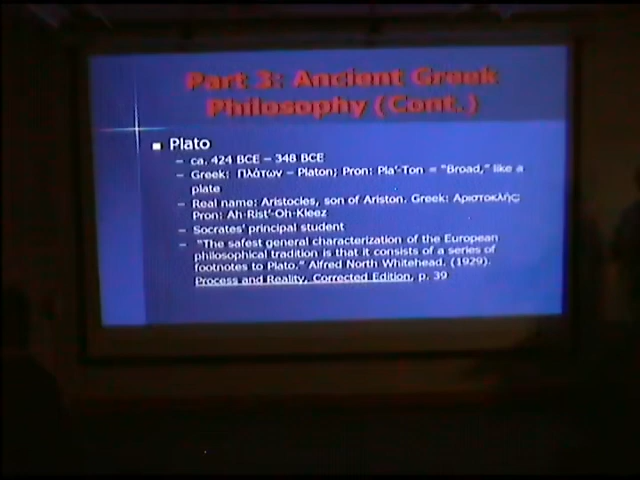 Part 3: Ancient Greek
Philosophy (Cont.)
Plato
– ca. 424 BCE – 348 BCE
– Greek: Πλάτων – Platon; Pron: Pla'-Ton = "Broad," like a
plate
– Real name: Aristocles, son of Ariston. Greek: Αριστοκλῆς;
Pron: Ah-Rist'-Oh-Kleez
– Socrates' principal student
– "The safest general characterization of the European
philosophical tradition is that it consists of a series of
footnotes to Plato." Alfred North Whitehead. (1929).
Process and Reality, Corrected Edition, p. 39